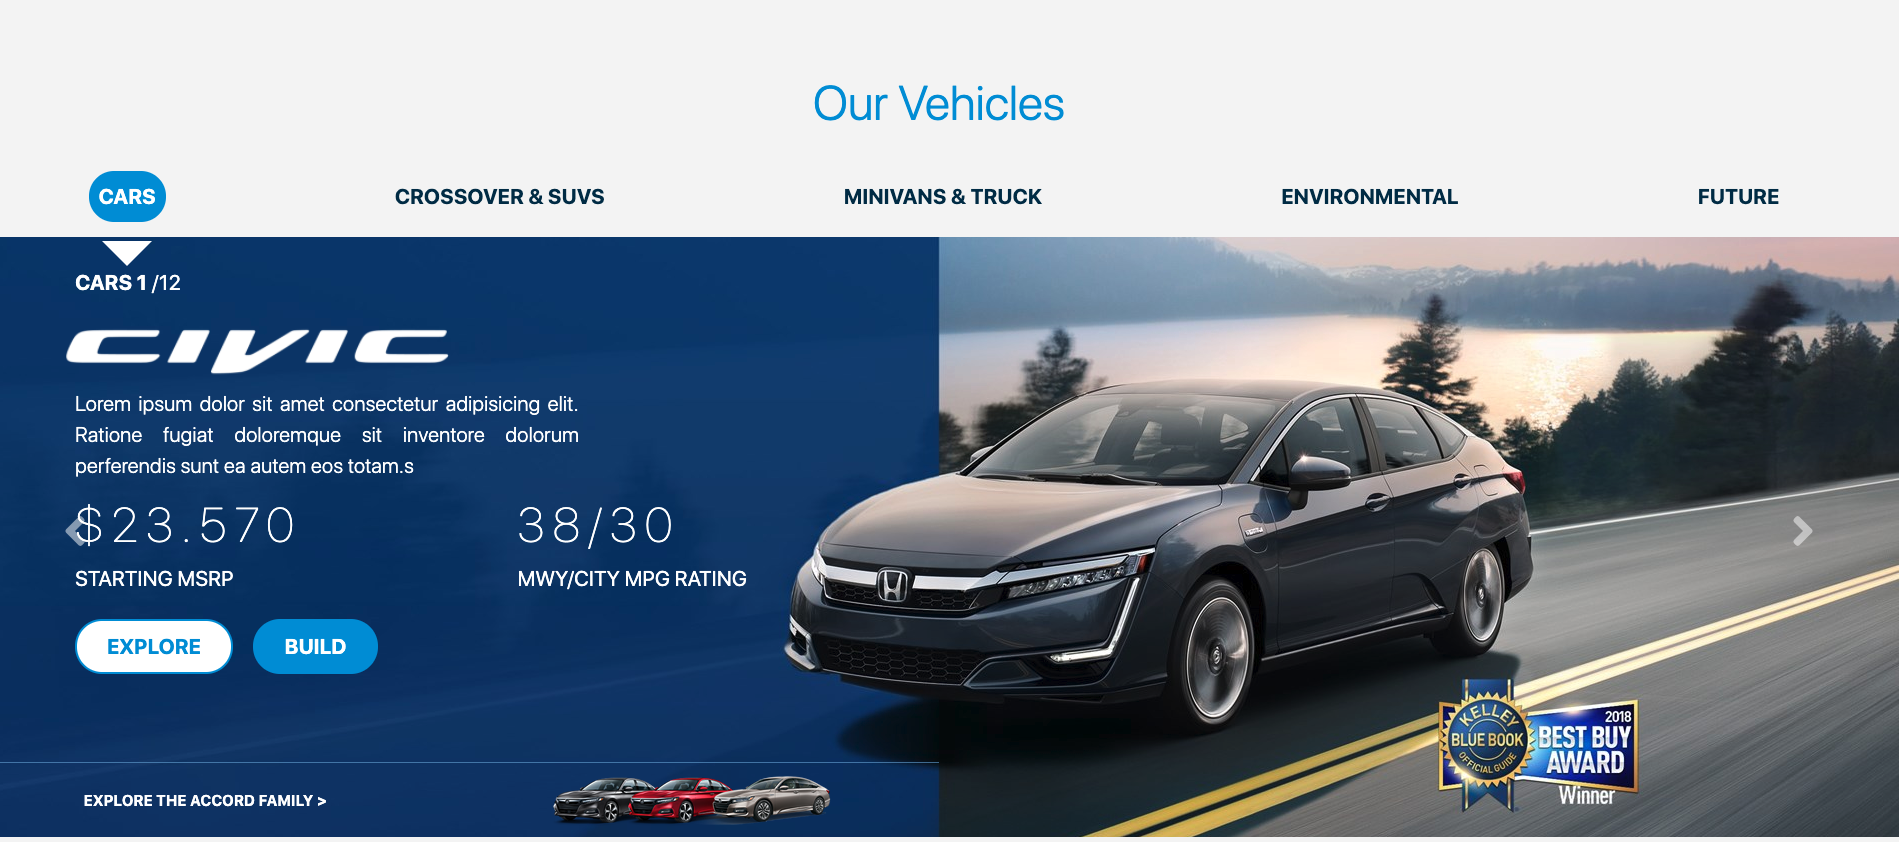 Our Vehicles
CARS
CROSSOVER & SUVS
MINIVANS & TRUCK
ENVIRONMENTAL
FUTURE
CARS 1 /12
CIVIC
Lorem ipsum dolor sit amet consectetur adipisicing elit.
Ratione fugiat doloremque sit inventore dolorum
perferendis sunt ea autem eos totam.s
$23.570
38/30
STARTING MSRP
MWY/CITY MPG RATING
EXPLORE
BUILD
KELLEY
BLUE BOOK
OFFICIAL GUIDE
2018
BEST BUY
AWARD
Winner
EXPLORE THE ACCORD FAMILY >